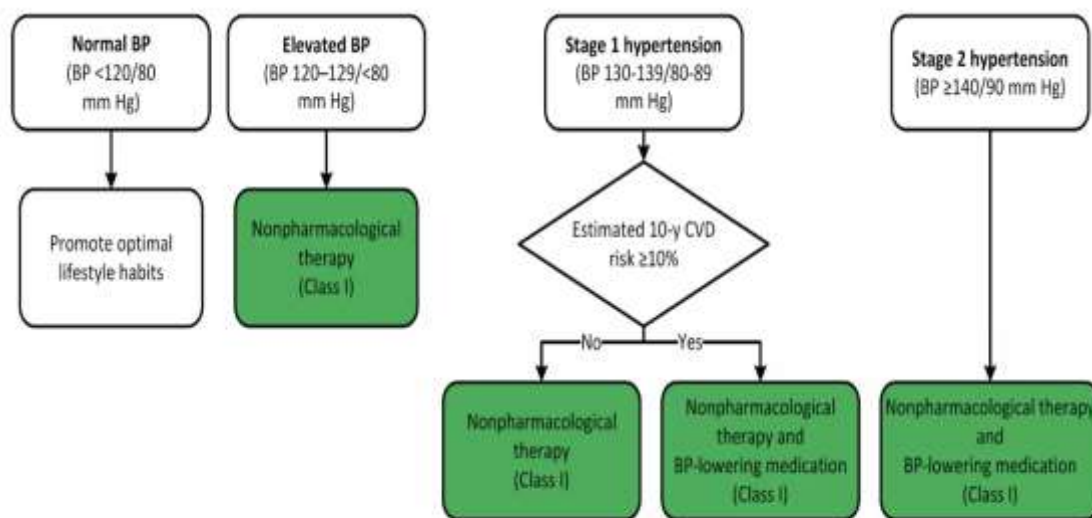 Normal BP
(BP <120/80
mm Hg)
Elevated BP
(BP 120–129/<80
mm Hg)
Stage 1 hypertension
(BP 130-139/80-89
mm Hg)
Stage 2 hypertension
(BP ≥140/90 mm Hg)
Promote optimal
lifestyle habits
Nonpharmacological
therapy
(Class I)
Estimated 10-y CVD
risk ≥10%
No
Yes
Nonpharmacological
therapy
(Class I)
Nonpharmacological
therapy and
BP-lowering medication
(Class I)
Nonpharmacological therapy
and
BP-lowering medication
(Class I)